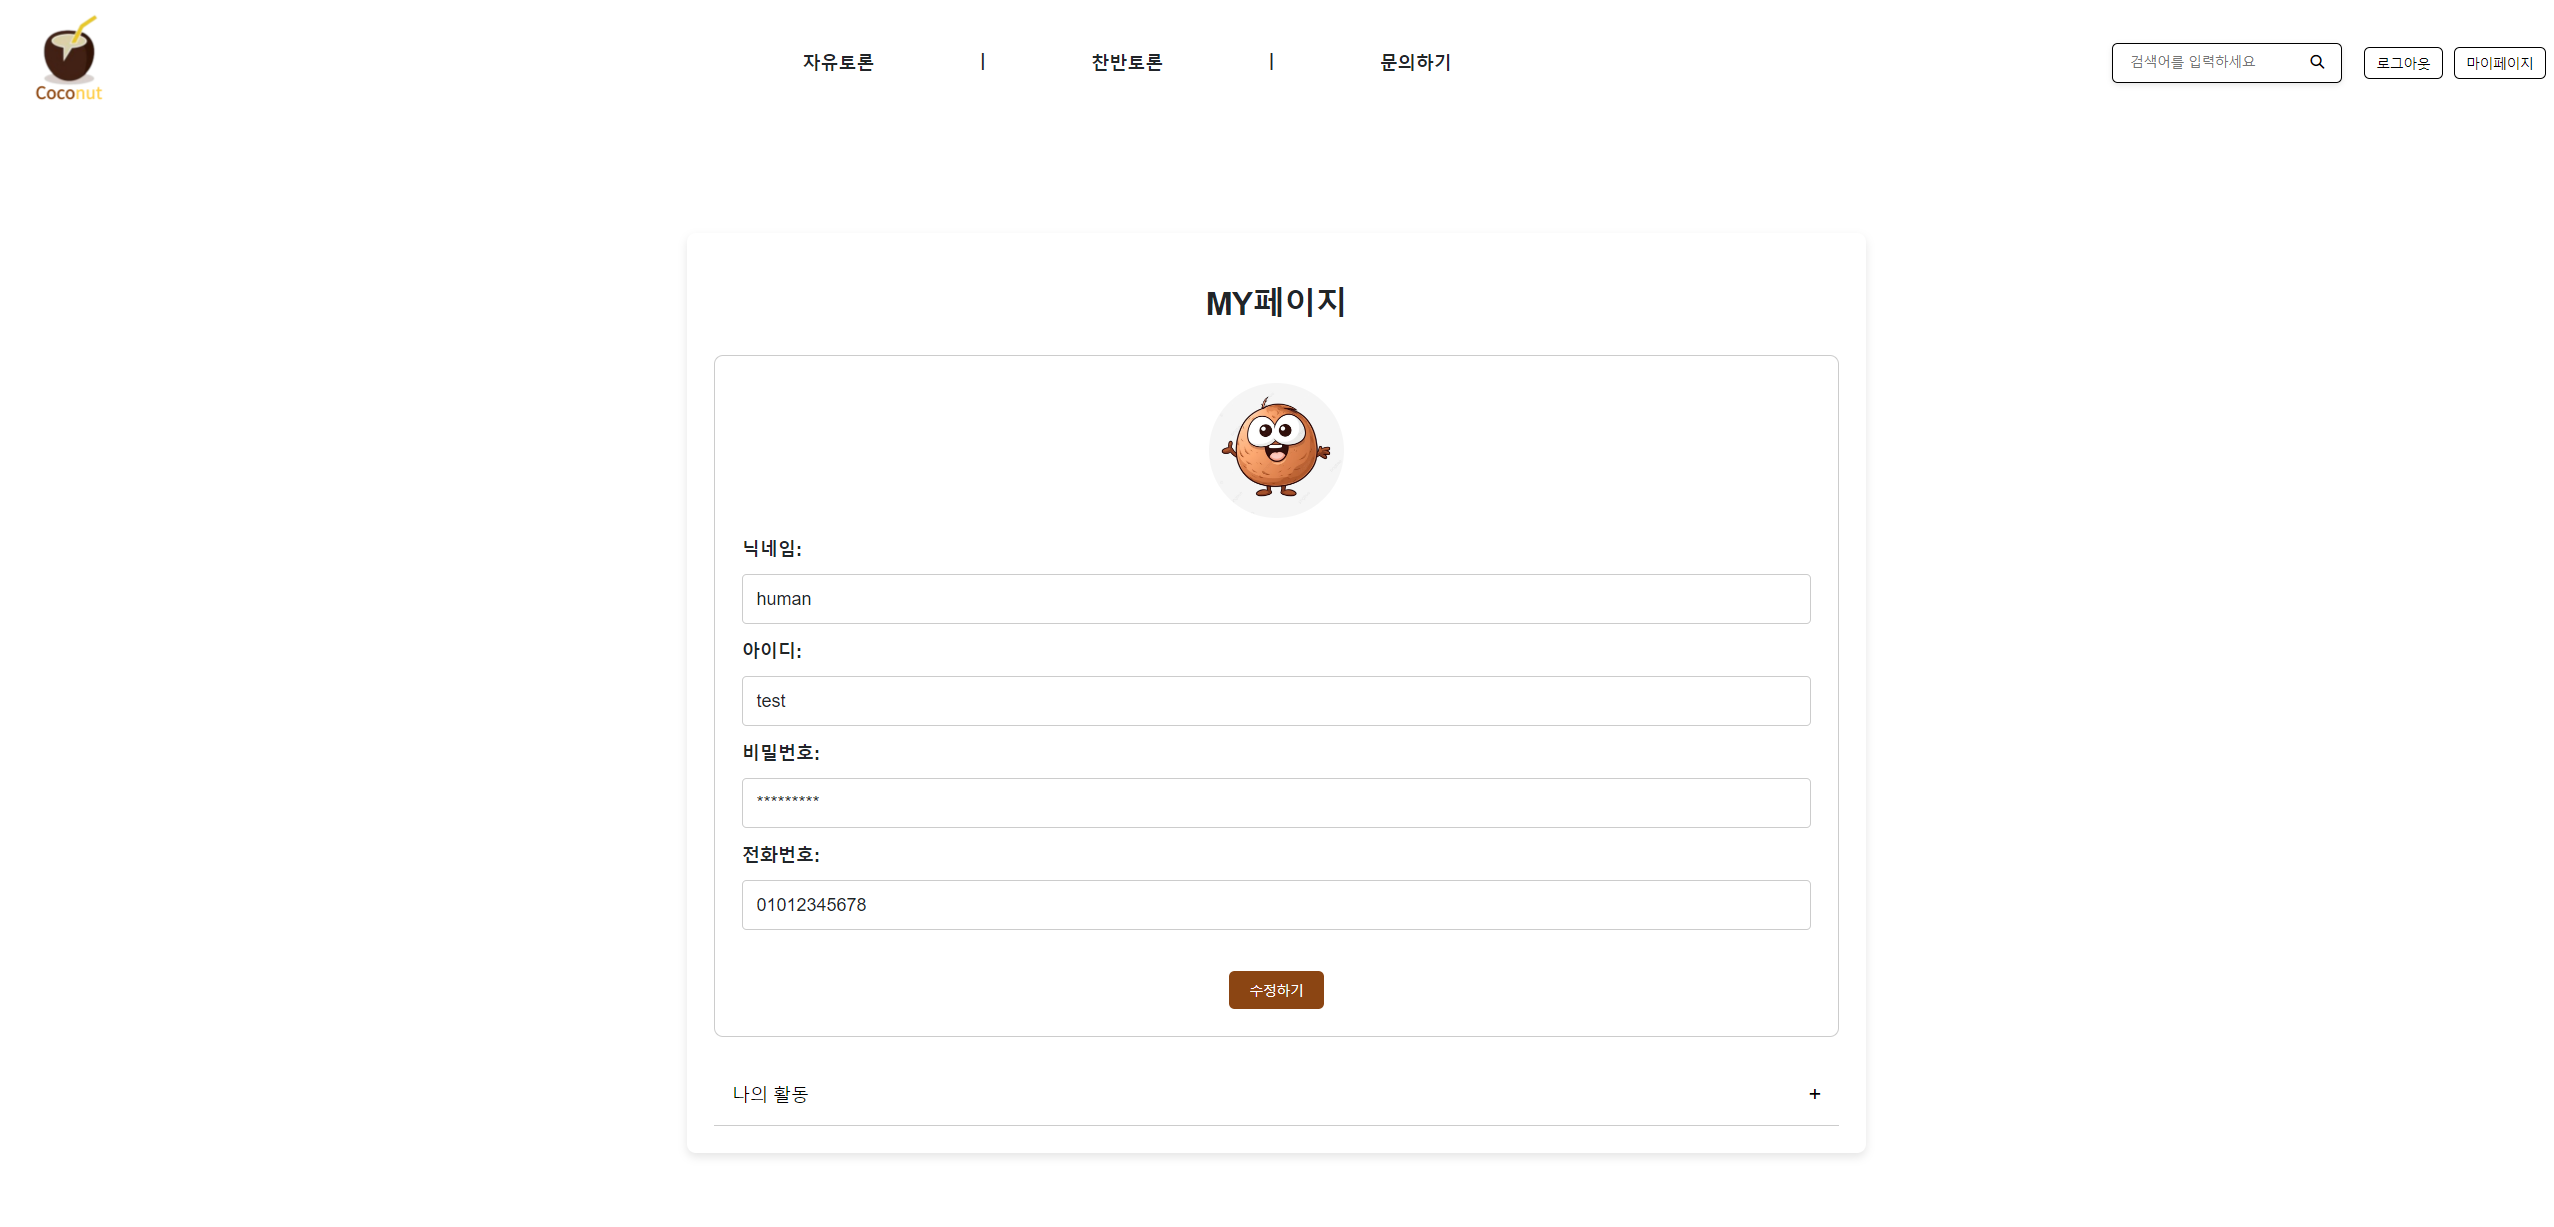 Coconut
자유토론 | 찬반토론 | 문의하기
검색어를 입력하세요
로그아웃
마이페이지
MY페이지
닉네임:
human
아이디:
test
비밀번호:
*********
전화번호:
01012345678
수정하기
나의 활동 +